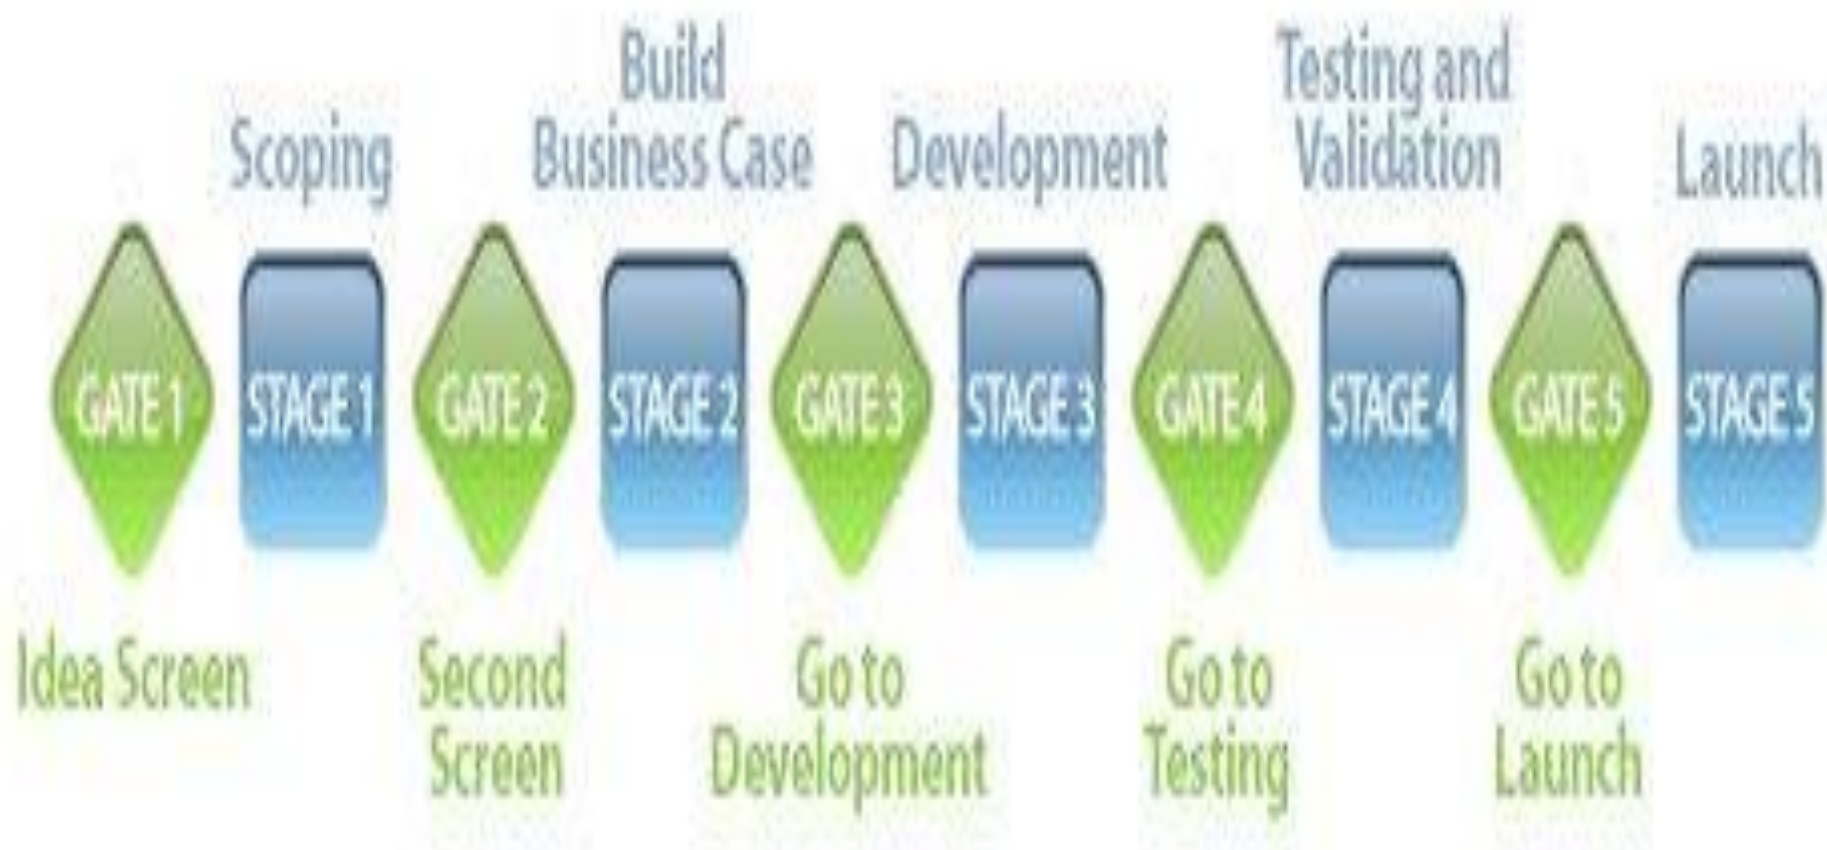 Build
Business Case
Testing and
Validation
Scoping
Development
Launch
GATE 1
STAGE 1
GATE 2
STAGE 2
GATE 3
STAGE 3
GATE 4
STAGE 4
GATE 5
STAGE 5
Idea Screen
Second
Screen
Go to
Development
Go to
Testing
Go to
Launch